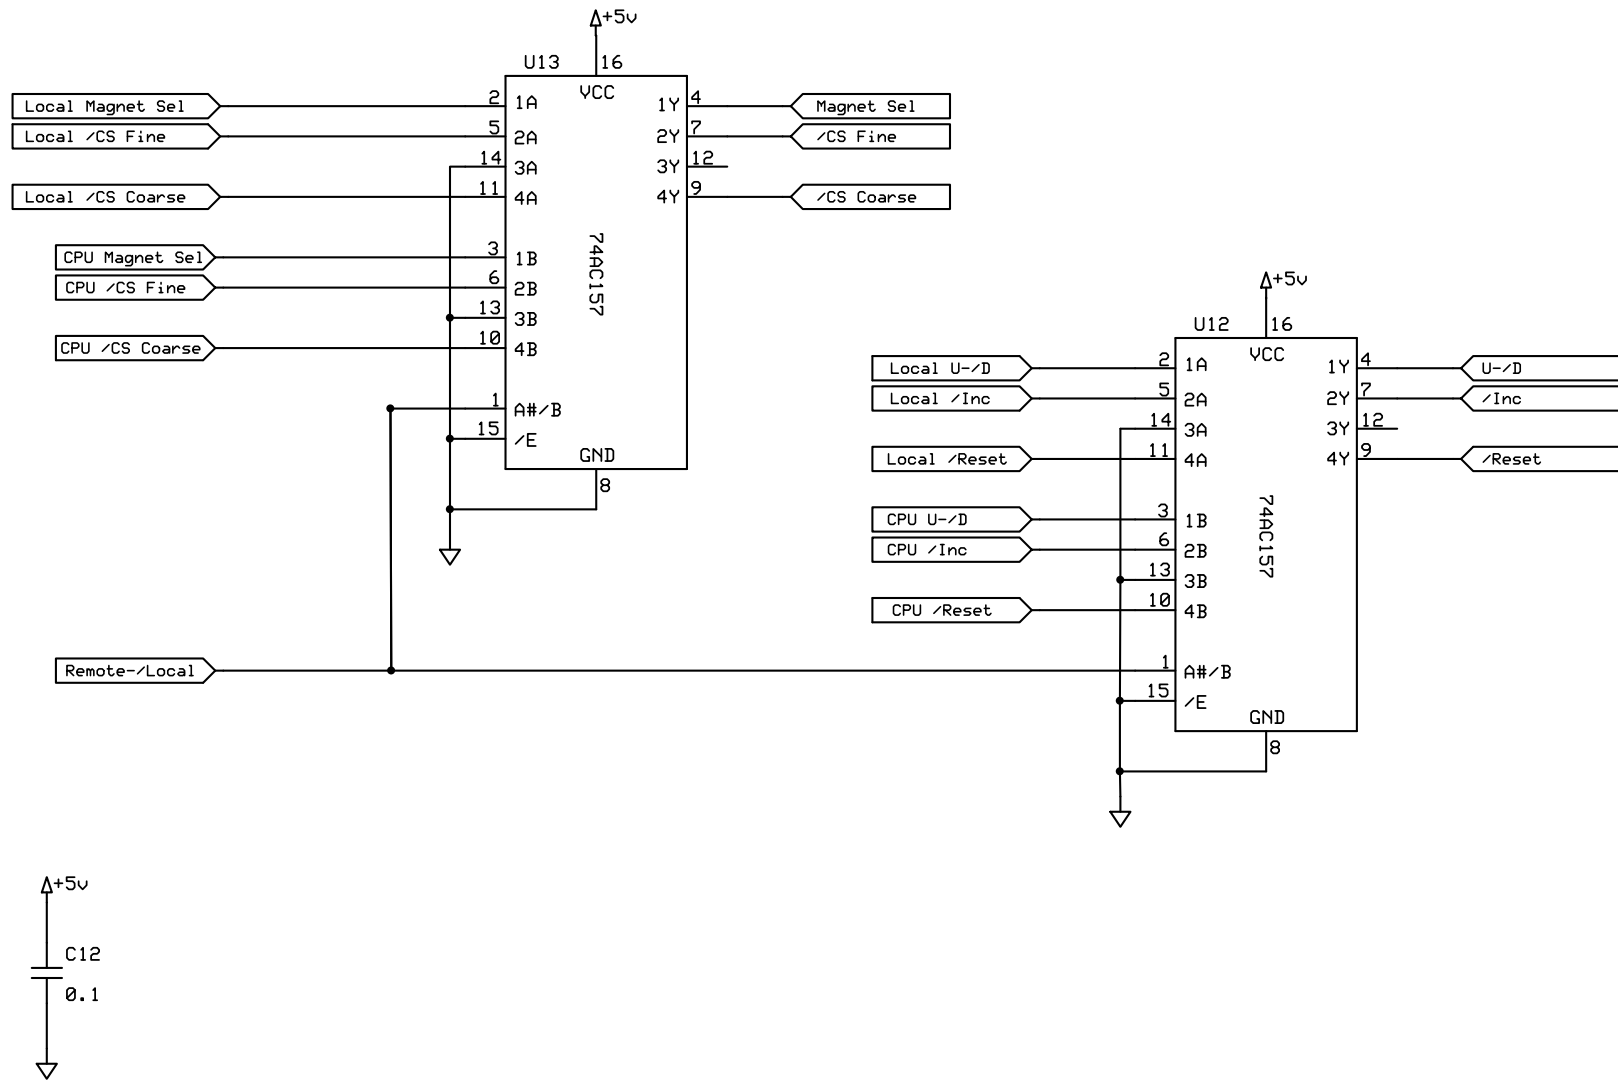 +5v
U13 16
VCC
Local Magnet Sel 2 1A 1Y 4 Magnet Sel
Local /CS Fine 5 2A 2Y 7 /CS Fine
14 3A 3Y 12
Local /CS Coarse 11 4A 4Y 9 /CS Coarse
74AC157
CPU Magnet Sel 3 1B
CPU /CS Fine 6 2B
13 3B
CPU /CS Coarse 10 4B
1 A#/B
15 /E
GND
8
+5v
U12 16
VCC
Local U-/D 2 1A 1Y 4 U-/D
Local /Inc 5 2A 2Y 7 /Inc
14 3A 3Y 12
Local /Reset 11 4A 4Y 9 /Reset
74AC157
CPU U-/D 3 1B
CPU /Inc 6 2B
13 3B
CPU /Reset 10 4B
Remote-/Local 1 A#/B
15 /E
GND
8
+5v
C12
0.1